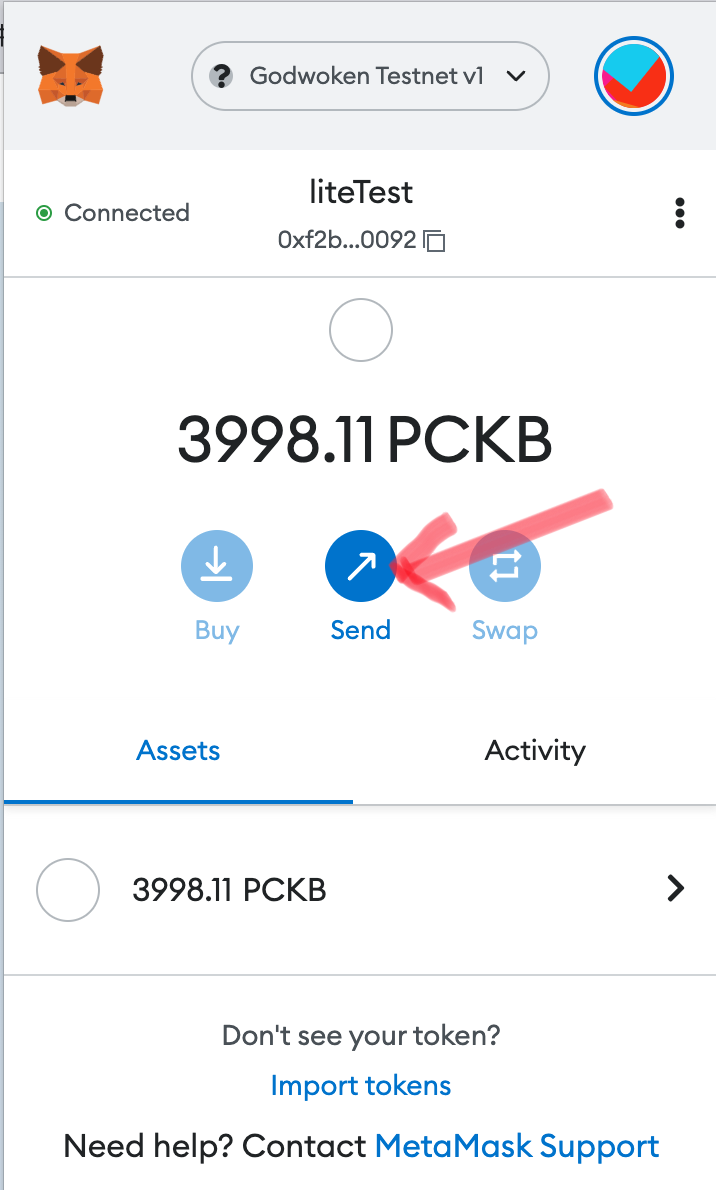 Godwoken Testnet v1
liteTest
Connected
0xf2b...0092
3998.11 PCKB
Buy
Send
Swap
Assets
Activity
3998.11 PCKB
Don't see your token?
Import tokens
Need help? Contact MetaMask Support